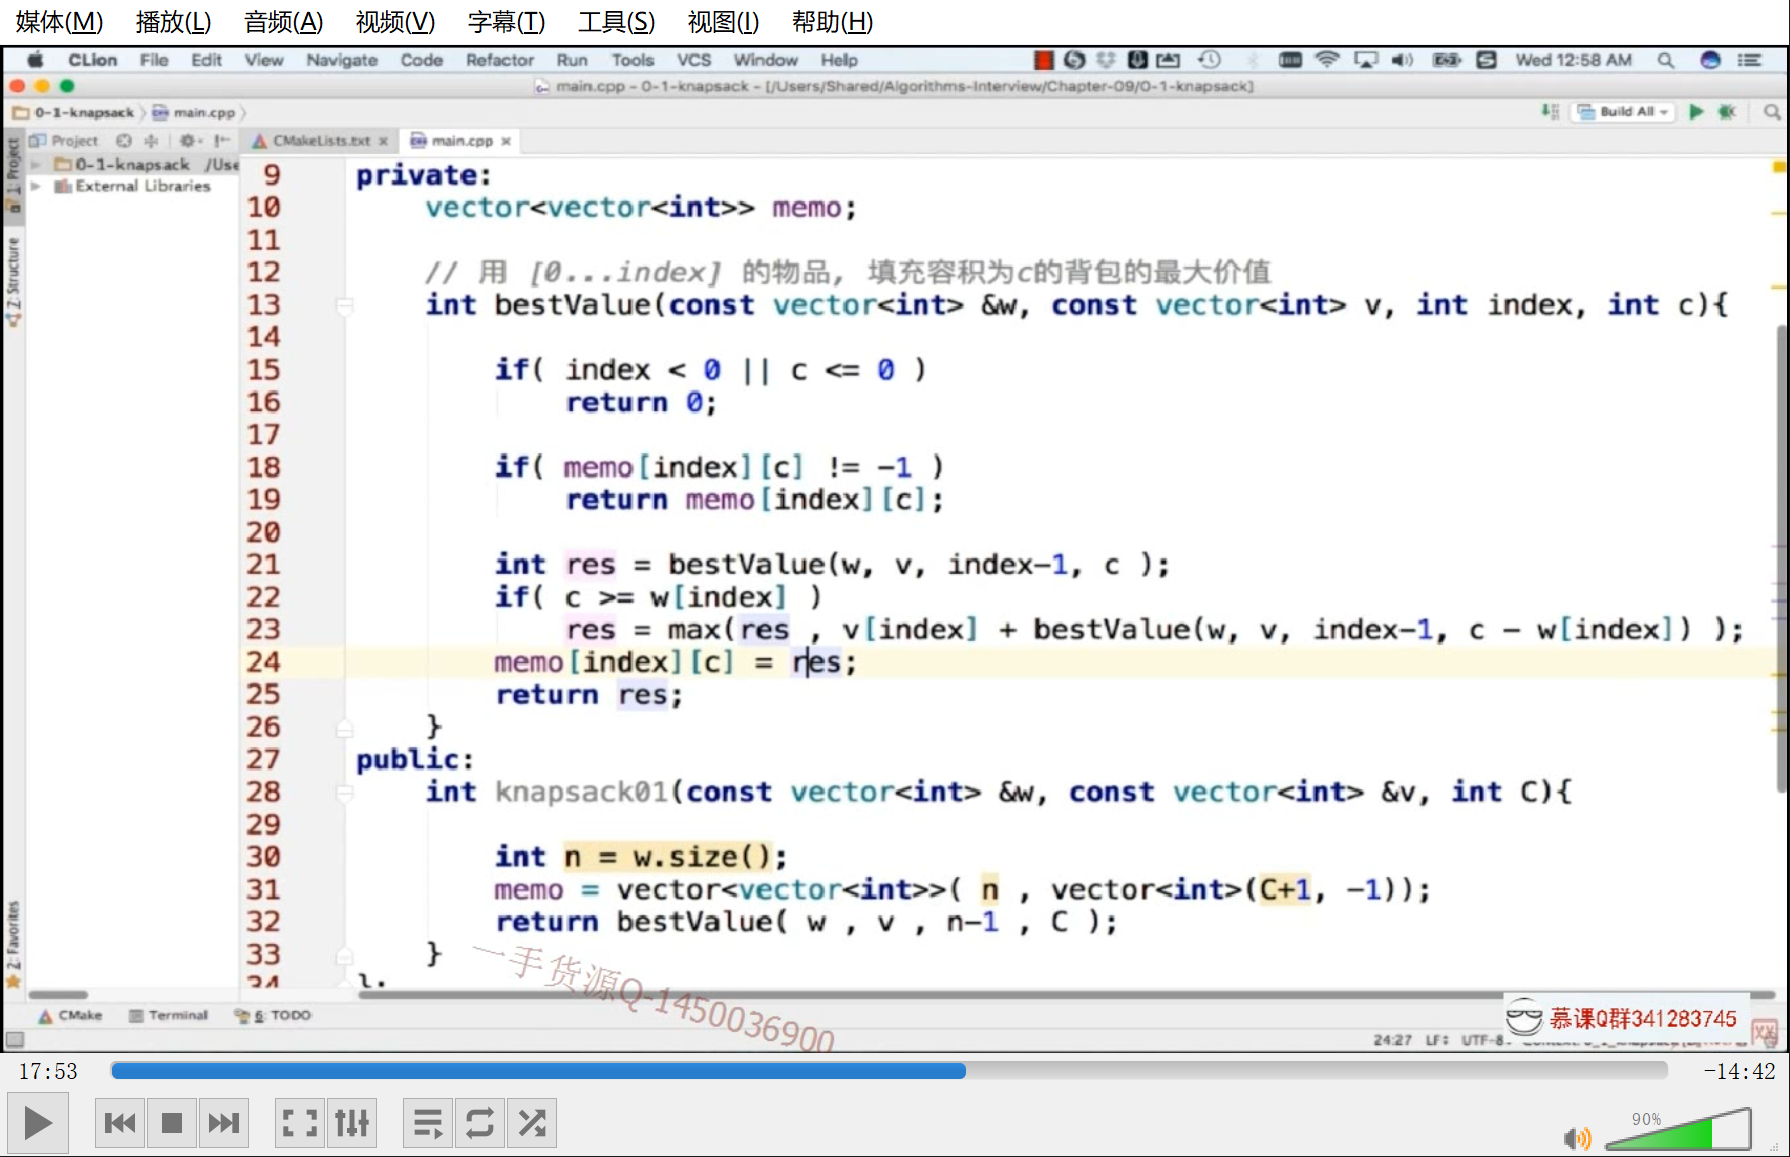 媒体(M) 播放(L) 音频(A) 视频(V) 字幕(T) 工具(S) 视图(I) 帮助(H)
CLion File Edit View Navigate Code Refactor Run Tools VCS Window Help Wed 12:58 AM
main.cpp - 0-1-knapsack - [/Users/Shared/Algorithms-Interview/Chapter-09/0-1-knapsack]
0-1-knapsack main.cpp Build All
Project CMakeLists.txt main.cpp
0-1-knapsack /Use
External Libraries
1: Project
Z: Structure
2: Favorites
9 private:
10 vector<vector<int>> memo;
11
12 // 用 [0...index] 的物品, 填充容积为c的背包的最大价值
13 int bestValue(const vector<int> &w, const vector<int> v, int index, int c){
14
15 if( index < 0 || c <= 0 )
16 return 0;
17
18 if( memo[index][c] != -1 )
19 return memo[index][c];
20
21 int res = bestValue(w, v, index-1, c );
22 if( c >= w[index] )
23 res = max(res , v[index] + bestValue(w, v, index-1, c - w[index]) );
24 memo[index][c] = res;
25 return res;
26 }
27 public:
28 int knapsack01(const vector<int> &w, const vector<int> &v, int C){
29
30 int n = w.size();
31 memo = vector<vector<int>>( n , vector<int>(C+1, -1));
32 return bestValue( w , v , n-1 , C );
33 }
34 };
一手货源Q-1450036900
慕课Q群341283745
CMake Terminal 6: TODO
24:27 LF: UTF-8
17:53 -14:42
90%